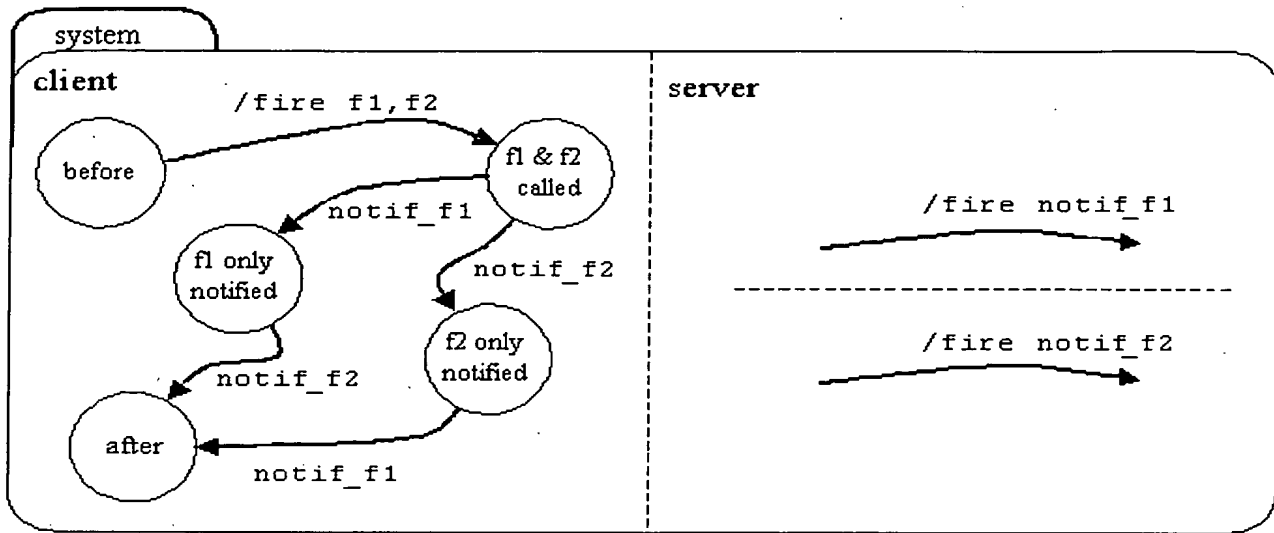 system
client
server
/fire f1,f2
before
f1 & f2
called
notif_f1
/fire notif_f1
f1 only
notified
notif_f2
f2 only
notified
/fire notif_f2
notif_f2
after
notif_f1